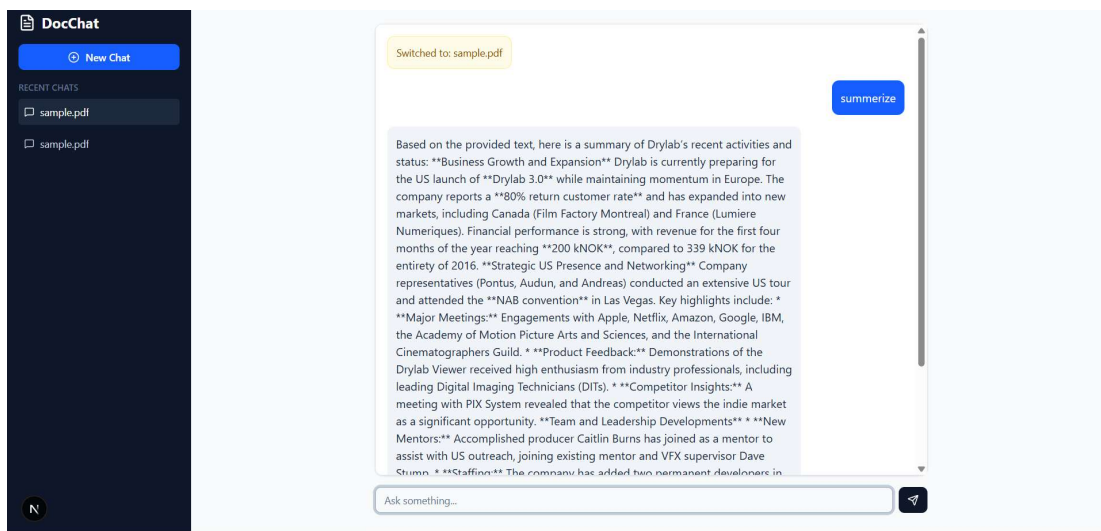 DocChat
New Chat
RECENT CHATS
sample.pdf
sample.pdf
Switched to: sample.pdf
summerize
Based on the provided text, here is a summary of Drylab's recent activities and
status: **Business Growth and Expansion** Drylab is currently preparing for
the US launch of **Drylab 3.0** while maintaining momentum in Europe. The
company reports a **80% return customer rate** and has expanded into new
markets, including Canada (Film Factory Montreal) and France (Lumiere
Numeriques). Financial performance is strong, with revenue for the first four
months of the year reaching **200 kNOK**, compared to 339 kNOK for the
entirety of 2016. **Strategic US Presence and Networking** Company
representatives (Pontus, Audun, and Andreas) conducted an extensive US tour
and attended the **NAB convention** in Las Vegas. Key highlights include: *
**Major Meetings:** Engagements with Apple, Netflix, Amazon, Google, IBM,
the Academy of Motion Picture Arts and Sciences, and the International
Cinematographers Guild. * **Product Feedback:** Demonstrations of the
Drylab Viewer received high enthusiasm from industry professionals, including
leading Digital Imaging Technicians (DITs). * **Competitor Insights:** A
meeting with PIX System revealed that the competitor views the indie market
as a significant opportunity. **Team and Leadership Developments** * **New
Mentors:** Accomplished producer Caitlin Burns has joined as a mentor to
assist with US outreach, joining existing mentor and VFX supervisor Dave
Stump. * **Staffing:** The company has added two permanent developers in
Ask something...
N